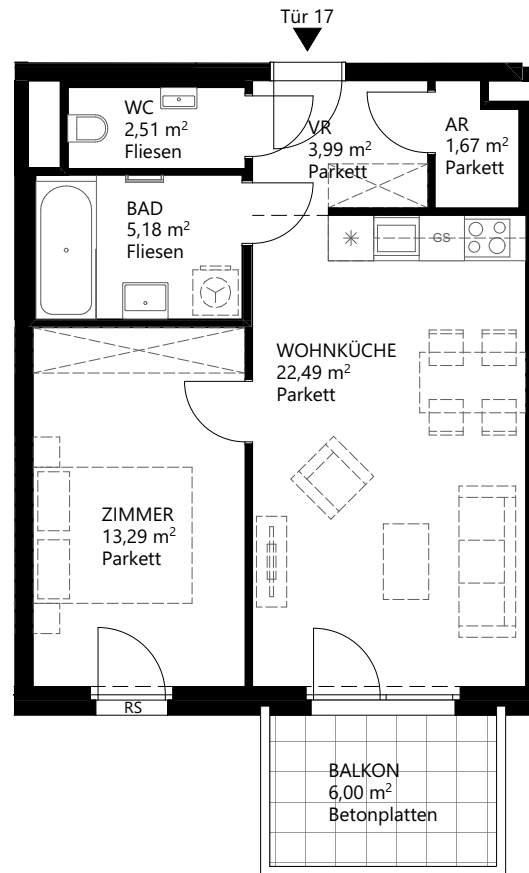 Tür 17
WC
2,51 m²
Fliesen
VR
3,99 m²
Parkett
AR
1,67 m²
Parkett
BAD
5,18 m²
Fliesen
GS
WOHNKÜCHE
22,49 m²
Parkett
ZIMMER
13,29 m²
Parkett
RS
BALKON
6,00 m²
Betonplatten